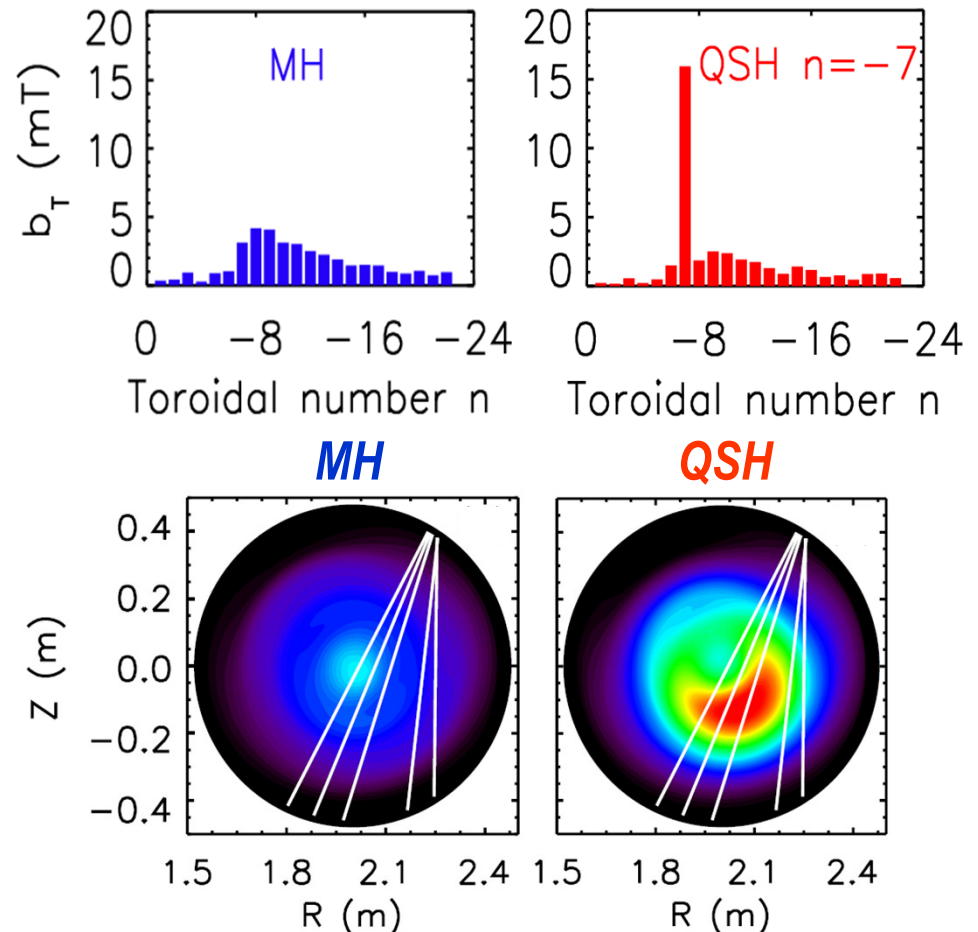 20
15
10
5
0
b_T (mT)
MH
0 -8 -16 -24
Toroidal number n
20
15
10
5
0
QSH n=-7
0 -8 -16 -24
Toroidal number n
MH
QSH
0.4
0.2
0.0
-0.2
-0.4
Z (m)
1.5 1.8 2.1 2.4
R (m)
1.5 1.8 2.1 2.4
R (m)